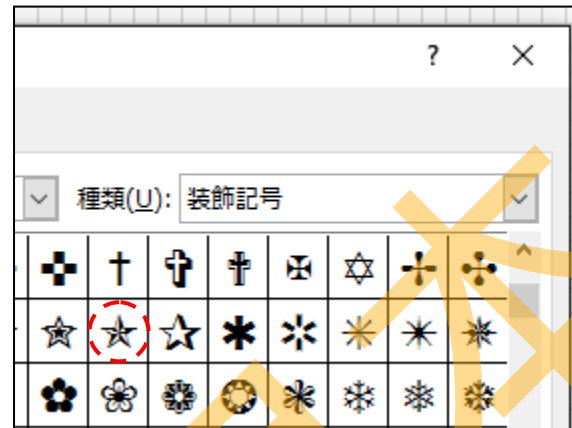 ?
種類(U): 装飾記号
✜ ✝ ✞ ✟ ✠ ✡ ✢ ✣
✮ ✯ ✰ ✱ ✲ ✳ ✴ ✵
✿ ❀ ❁ ❂ ❃ ❄ ❅ ❆